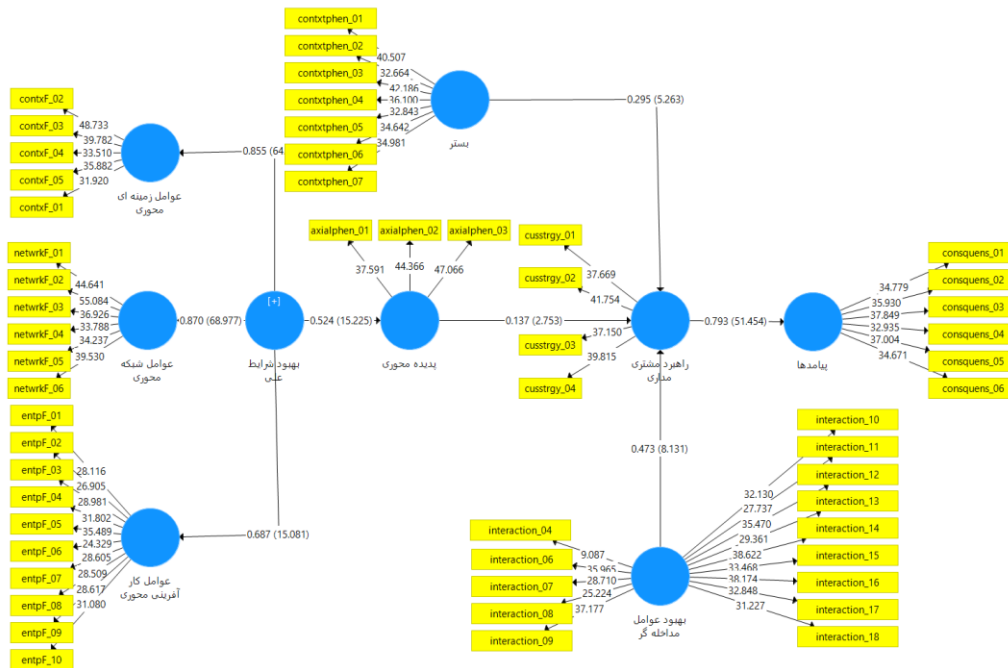 contxtphen_01
contxtphen_02
contxtphen_03
contxtphen_04
contxtphen_05
contxtphen_06
contxtphen_07
40.507
32.664
42.186
36.100
32.843
34.642
34.981
بستر
0.295 (5.263)
contxF_02
contxF_03
contxF_04
contxF_05
contxF_01
48.733
39.782
33.510
35.882
31.920
عوامل زمینه ای
محوری
0.855 (64
axialphen_01
axialphen_02
axialphen_03
37.591
44.366
47.066
پدیده محوری
0.137 (2.753)
cusstrgy_01
cusstrgy_02
cusstrgy_03
cusstrgy_04
37.669
41.754
37.150
39.815
راهبرد مشتری
مداری
0.793 (51.454)
consquens_01
consquens_02
consquens_03
consquens_04
consquens_05
consquens_06
34.779
35.930
37.849
32.935
37.004
34.671
پیامدها
netwrkF_01
netwrkF_02
netwrkF_03
netwrkF_04
netwrkF_05
netwrkF_06
44.641
55.084
36.926
33.788
34.237
39.530
عوامل شبکه
محوری
0.870 (68.977)
[+]
بهبود شرایط
علی
0.524 (15.225)
entpF_01
entpF_02
entpF_03
entpF_04
entpF_05
entpF_06
entpF_07
entpF_08
entpF_09
entpF_10
28.116
26.905
28.981
31.802
35.489
24.329
28.605
28.509
28.617
31.080
عوامل کار
آفرینی محوری
0.687 (15.081)
0.473 (8.131)
interaction_04
interaction_06
interaction_07
interaction_08
interaction_09
9.087
35.965
28.710
25.224
37.177
بهبود عوامل
مداخله گر
interaction_10
interaction_11
interaction_12
interaction_13
interaction_14
interaction_15
interaction_16
interaction_17
interaction_18
32.130
27.737
35.470
29.361
38.622
33.468
38.174
32.848
31.227